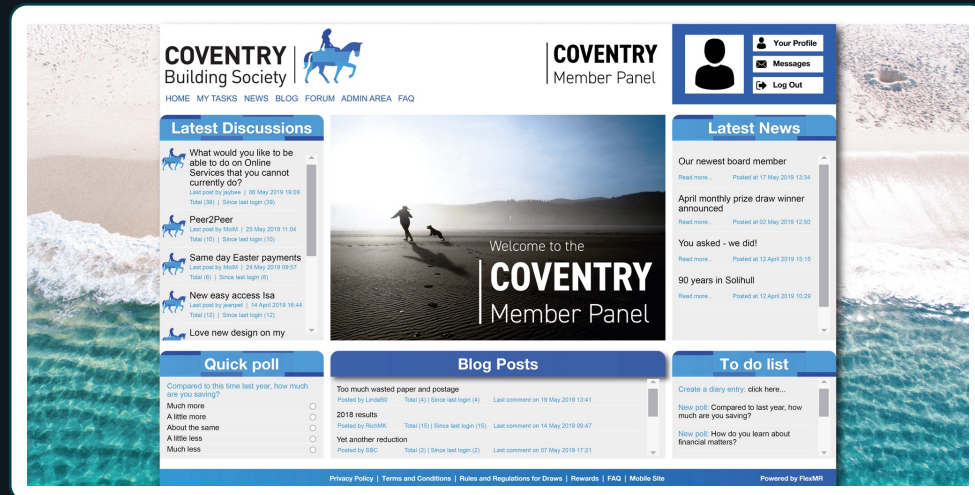 COVENTRY
Building Society
COVENTRY
Member Panel
Your Profile
Messages
Log Out
HOME MY TASKS NEWS BLOG FORUM ADMIN AREA FAQ
Latest Discussions
What would you like to be
able to do on Online
Services that you cannot
currently do?
Last post by jaybee | 06 May 2019 19:09
Total (39) | Since last login (39)
Peer2Peer
Last post by MolM | 25 May 2019 11:04
Total (10) | Since last login (10)
Same day Easter payments
Last post by MolM | 24 May 2019 09:57
Total (6) | Since last login (6)
New easy access Isa
Last post by jeanpet | 14 April 2019 16:44
Total (12) | Since last login (12)
Love new design on my
Welcome to the
COVENTRY
Member Panel
Latest News
Our newest board member
Read more... Posted at 17 May 2019 13:34
April monthly prize draw winner
announced
Read more... Posted at 02 May 2019 12:50
You asked - we did!
Read more... Posted at 12 April 2019 15:15
90 years in Solihull
Read more... Posted at 12 April 2019 10:29
Quick poll
Compared to this time last year, how much
are you saving?
Much more
A little more
About the same
A little less
Much less
Blog Posts
Too much wasted paper and postage
Posted by Linda60 Total (4) | Since last login (4) Last comment on 19 May 2019 13:41
2018 results
Posted by RichMK Total (15) | Since last login (15) Last comment on 14 May 2019 09:47
Yet another reduction
Posted by SBC Total (2) | Since last login (2) Last comment on 07 May 2019 17:21
To do list
Create a diary entry: click here...
New poll: Compared to last year, how
much are you saving?
New poll: How do you learn about
financial matters?
Privacy Policy | Terms and Conditions | Rules and Regulations for Draws | Rewards | FAQ | Mobile Site
Powered by FlexMR